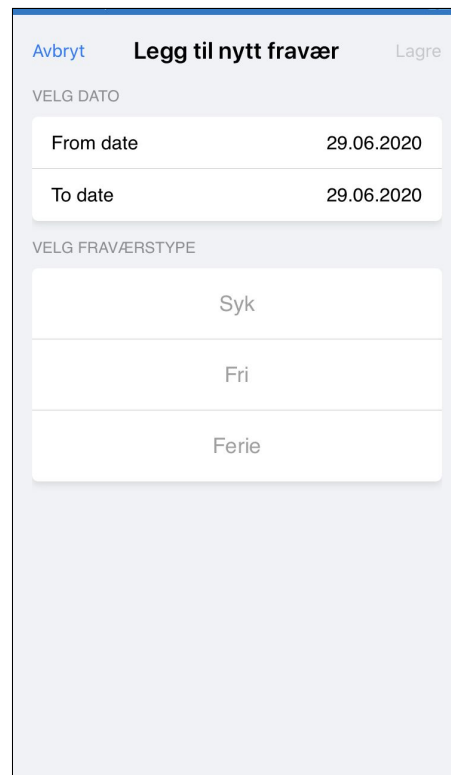 Avbryt Legg til nytt fravær Lagre
VELG DATO
From date 29.06.2020
To date 29.06.2020
VELG FRAVÆRSTYPE
Syk
Fri
Ferie